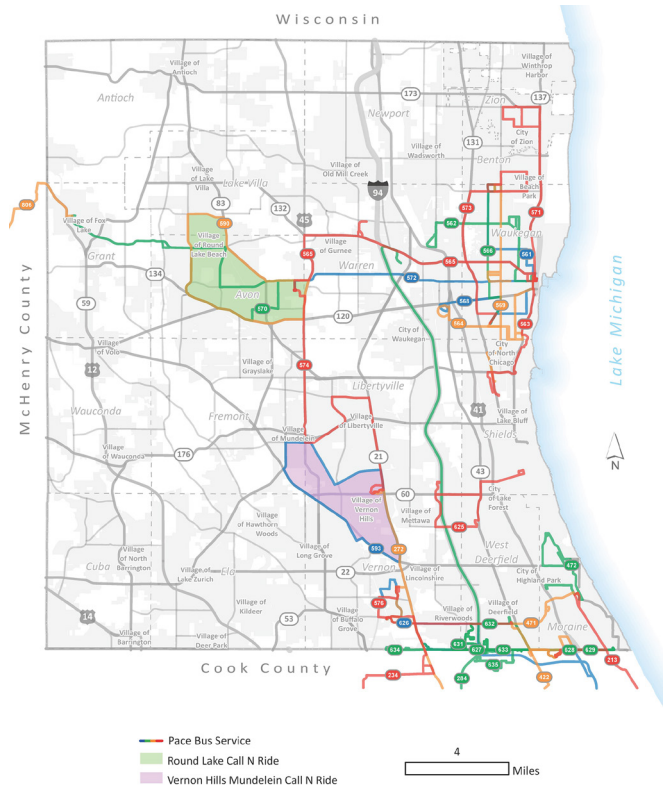 Wisconsin
Village of
Antioch
Village of
Winthrop
Harbor
Antioch
173
Zion
137
Newport
City
of Zion
131
Village of
Wadsworth
Benton
Village of
Old Mill Creek
Village
of Lake
Villa
Lake Villa
Village of
Beach
Park
94
83
132
45
573
571
806
Village of Fox
Lake
Village
of Round
Lake Beach
Village
of Gurnee
Waukegan
Grant
565
Warren
565
561
572
134
Avon
570
59
120
565
564
563
City of
Waukegan
City
of North
Chicago
Village
of Volo
Village of
Grayslake
12
574
Libertyville
Wauconda
Fremont
41
Village of
Lake Bluff
Village
of Libertyville
Village
of Mundelein
Shields
176
21
Village
of Wauconda
43
60
City of Lake
Forest
Village
of Vernon
Hills
Village of
Mettawa
Village
of Hawthorn
Woods
626
Village
of Long Grove
592
272
West
Deerfield
Village
of North
Barrington
Cuba
Village
of Lake Zurich
Ela
22
Vernon
Village of
Lincolnshire
City of
Highland Park
472
Village of
Kildeer
576
Village of
Riverwoods
Village of
Deerfield
14
53
Village
of Buffalo
Grove
626
632
471
Moraine
Village of
Barrington
Village of
Deer Park
634
631
627
633
628
629
635
213
Cook County
234
284
McHenry County
Lake Michigan
N
Pace Bus Service
Round Lake Call N Ride
Vernon Hills Mundelein Call N Ride
4
Miles